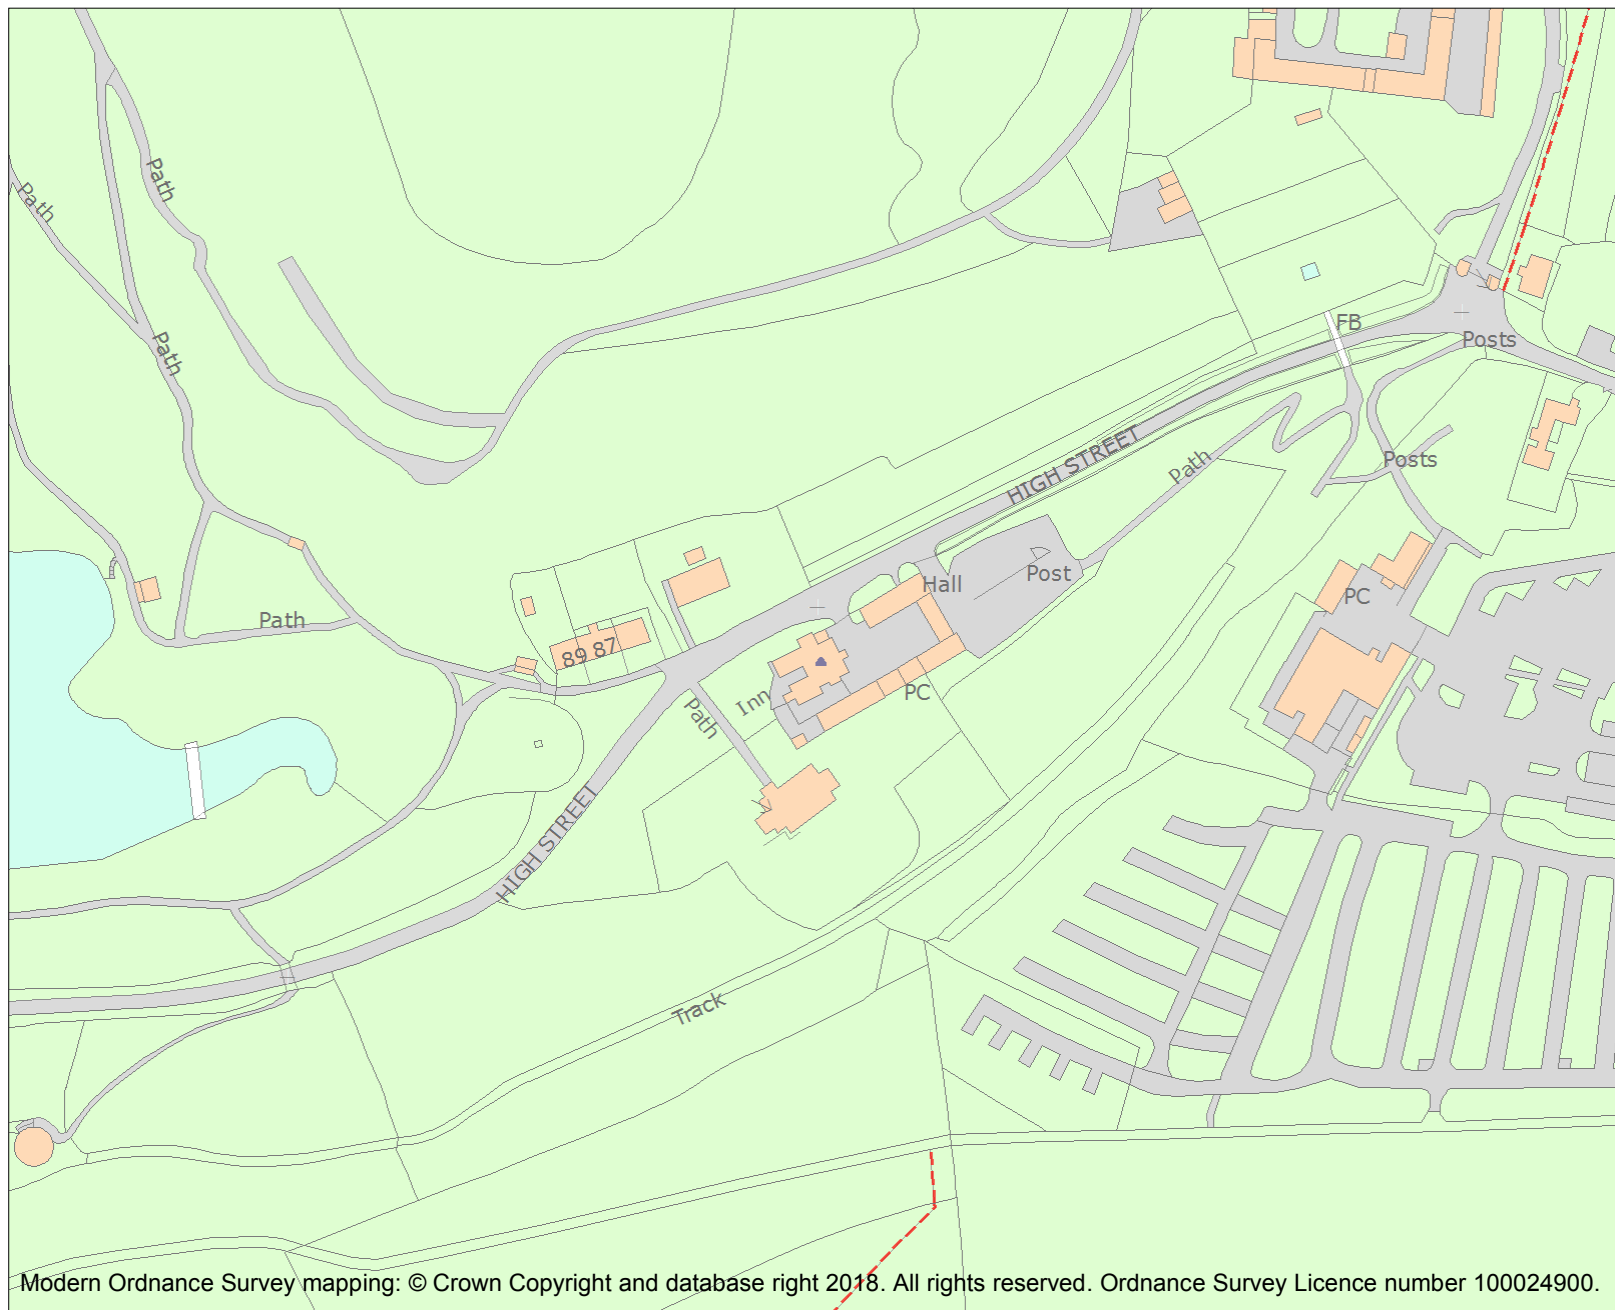 Path
Path
Path
FB
Posts
HIGH STREET
Path
Posts
Hall
Post
PC
Path
89 87
Inn
PC
Path
HIGH STREET
Track
Modern Ordnance Survey mapping: © Crown Copyright and database right 2018. All rights reserved. Ordnance Survey Licence number 100024900.